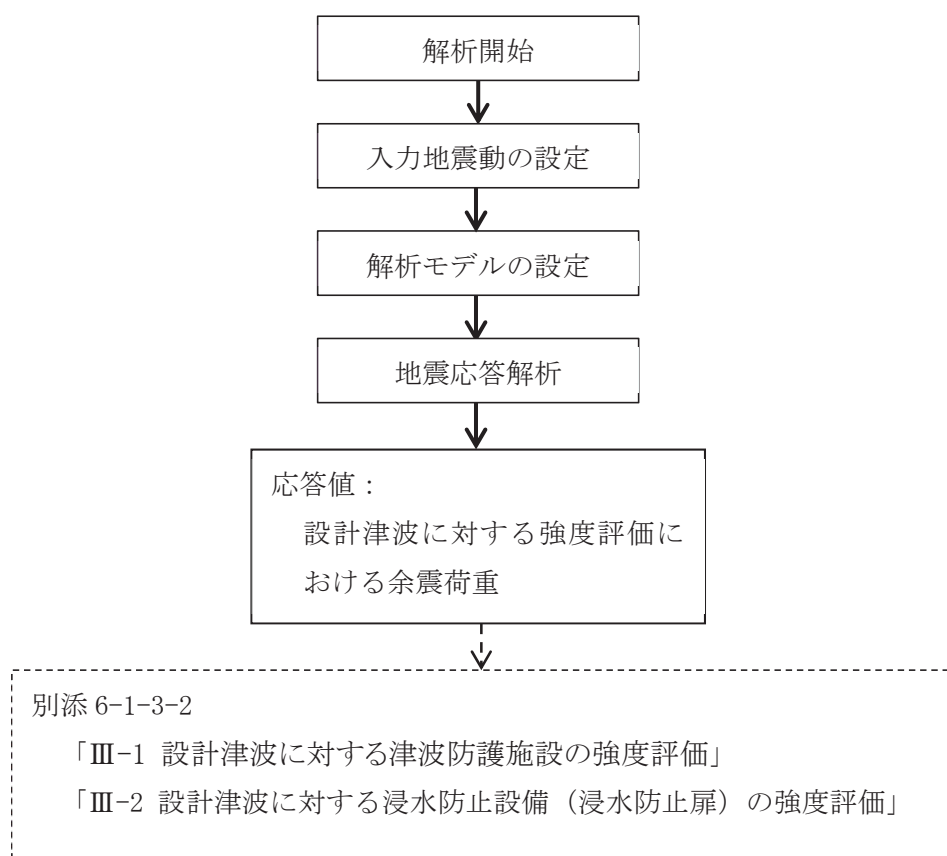 解析開始
入力地震動の設定
解析モデルの設定
地震応答解析
応答値：
設計津波に対する強度評価に
おける余震荷重
別添 6-1-3-2
「Ⅲ-1 設計津波に対する津波防護施設の強度評価」
「Ⅲ-2 設計津波に対する浸水防止設備（浸水防止扉）の強度評価」